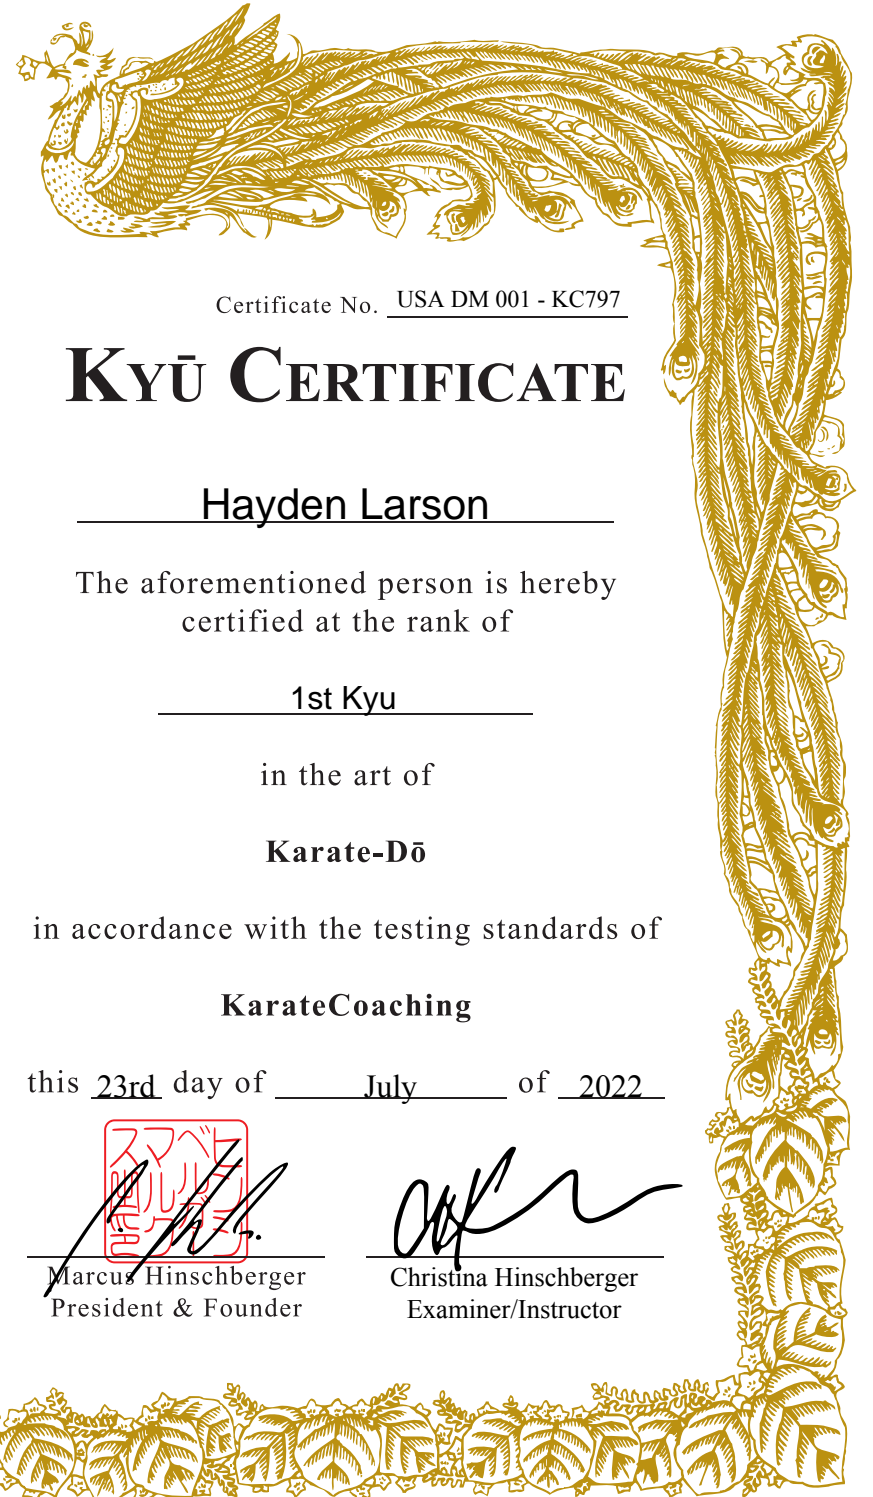 Certificate No. USA DM 001 - KC797
KYŪ CERTIFICATE
Hayden Larson
The aforementioned person is hereby
certified at the rank of
1st Kyu
in the art of
Karate-Dō
in accordance with the testing standards of
KarateCoaching
this 23rd day of July of 2022
Marcus Hinschberger
President & Founder
Christina Hinschberger
Examiner/Instructor